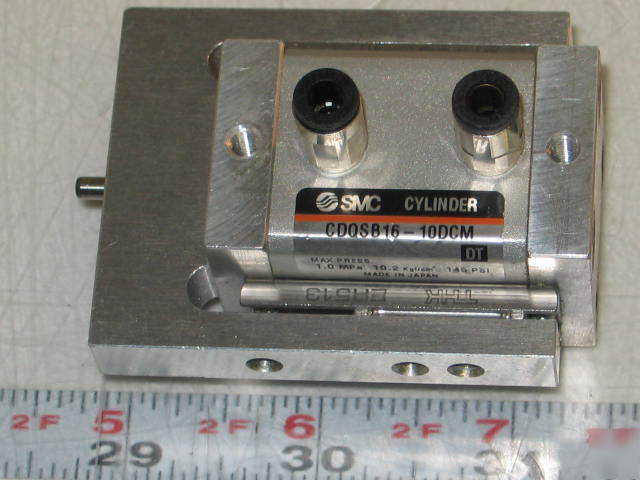 SMC CYLINDER
CDQSB16-10DCM
DT
MAX.PRESS.
1.0 MPa 10.2 Kgf/cm² 145 PSI
MADE IN JAPAN
THK ER513
2F 5 2F 6 2F 7
29 30 31